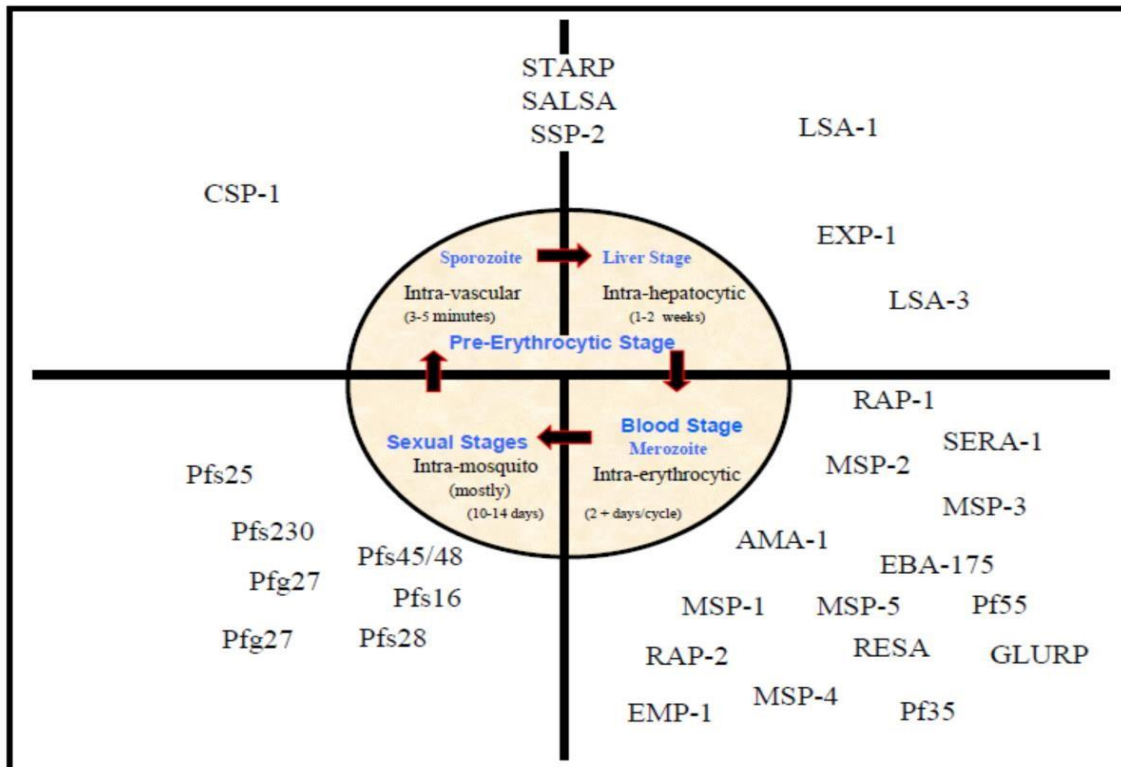 STARP
SALSA
SSP-2
LSA-1
CSP-1
EXP-1
LSA-3
Sporozoite
Intra-vascular
(3-5 minutes)
Liver Stage
Intra-hepatocytic
(1-2 weeks)
Pre-Erythrocytic Stage
Sexual Stages
Intra-mosquito
(mostly)
(10-14 days)
Blood Stage
Merozoite
Intra-erythrocytic
(2 + days/cycle)
Pfs25
Pfs230
Pfs45/48
Pfg27
Pfs16
Pfg27
Pfs28
RAP-1
SERA-1
MSP-2
MSP-3
AMA-1
EBA-175
MSP-1
MSP-5
Pf55
RAP-2
RESA
GLURP
EMP-1
MSP-4
Pf35